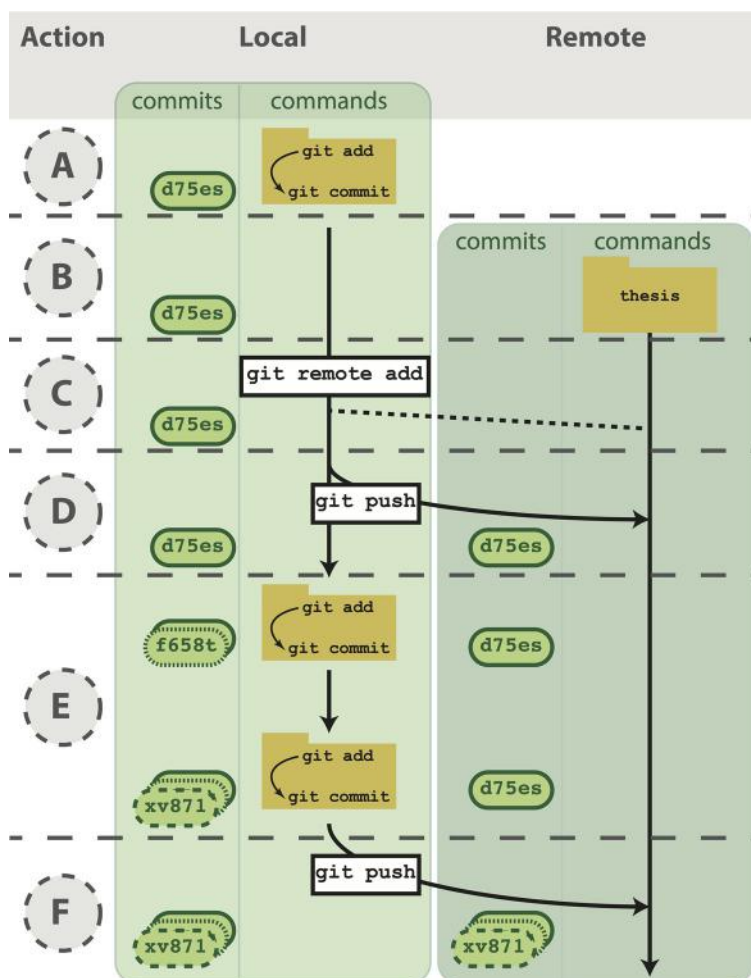 Action Local Remote
commits commands
A
git add
d75es git commit
commits commands
B
thesis
d75es
git remote add
C
d75es
git push
D
d75es d75es
git add
f658t git commit d75es
E
git add
xv871 git commit d75es
git push
F
xv871 xv871